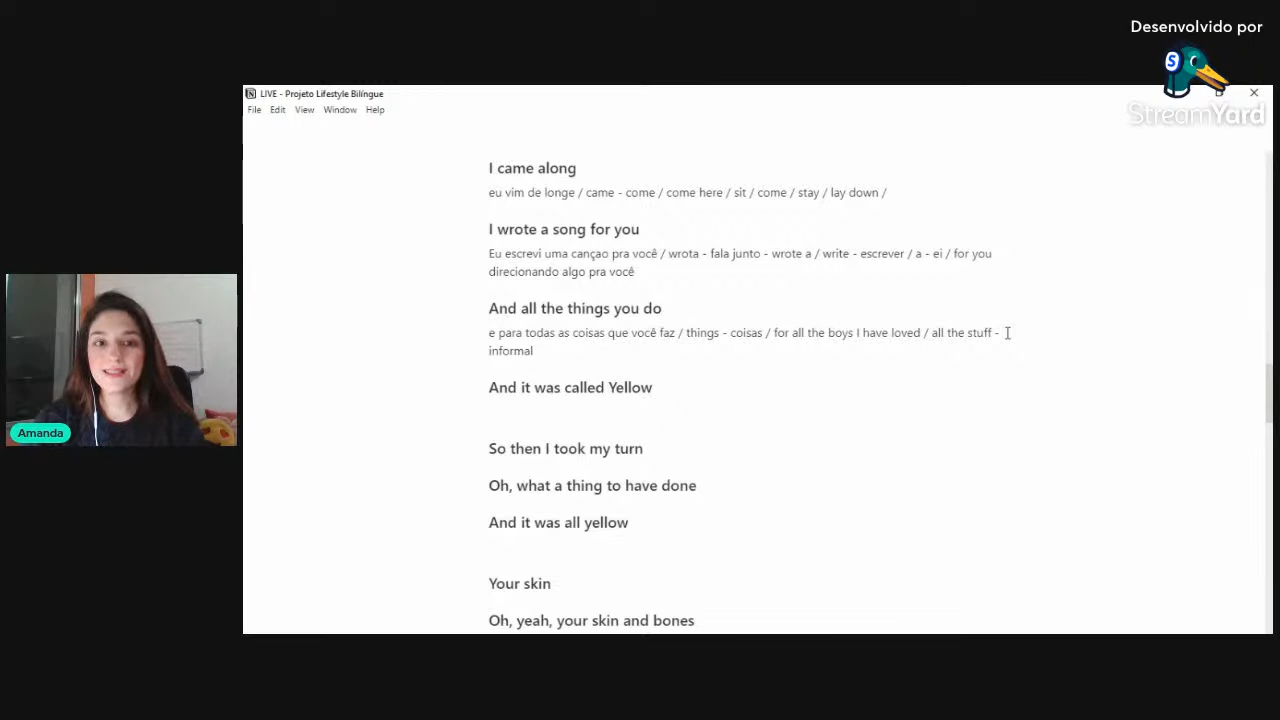 Desenvolvido por
StreamYard
LIVE - Projeto Lifestyle Bilíngue
File Edit View Window Help
I came along
eu vim de longe / came - come / come here / sit / come / stay / lay down /
I wrote a song for you
Eu escrevi uma cançao pra você / wrota - fala junto - wrote a / write - escrever / a - ei / for you
direcionando algo pra você
And all the things you do
e para todas as coisas que você faz / things - coisas / for all the boys I have loved / all the stuff -
informal
And it was called Yellow
So then I took my turn
Oh, what a thing to have done
And it was all yellow
Your skin
Oh, yeah, your skin and bones
Amanda